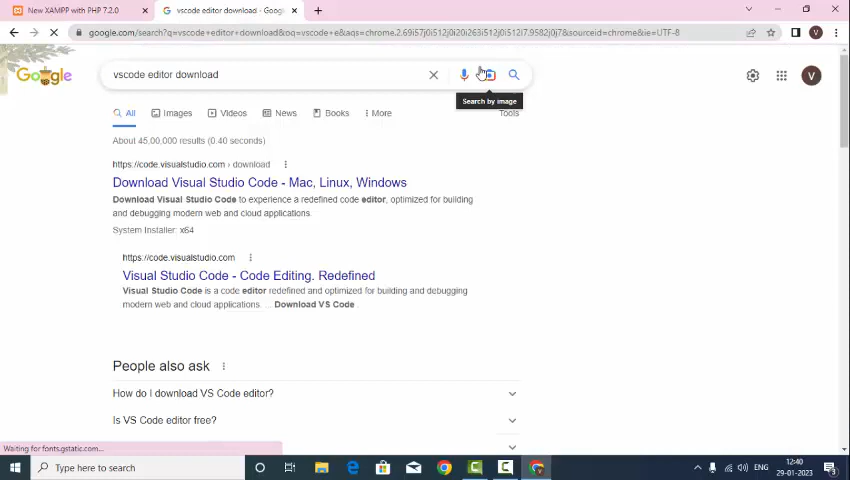 New XAMPP with PHP 7.2.0
vscode editor download - Googl
google.com/search?q=vscode+editor+download&oq=vscode+e&aqs=chrome.2.69i57j0i512j0i20i263i512j0i512l7.9582j0j7&sourceid=chrome&ie=UTF-8
V
Google
vscode editor download
V
Search by image
All
Images
Videos
News
Books
More
Tools
About 45,00,000 results (0.40 seconds)
https://code.visualstudio.com › download
Download Visual Studio Code - Mac, Linux, Windows
Download Visual Studio Code to experience a redefined code editor, optimized for building
and debugging modern web and cloud applications.
System Installer: x64
https://code.visualstudio.com
Visual Studio Code - Code Editing. Redefined
Visual Studio Code is a code editor redefined and optimized for building and debugging
modern web and cloud applications. ... Download VS Code .
People also ask
How do I download VS Code editor?
Is VS Code editor free?
Waiting for fonts.gstatic.com...
Type here to search
ENG
12:40
29-01-2023
3